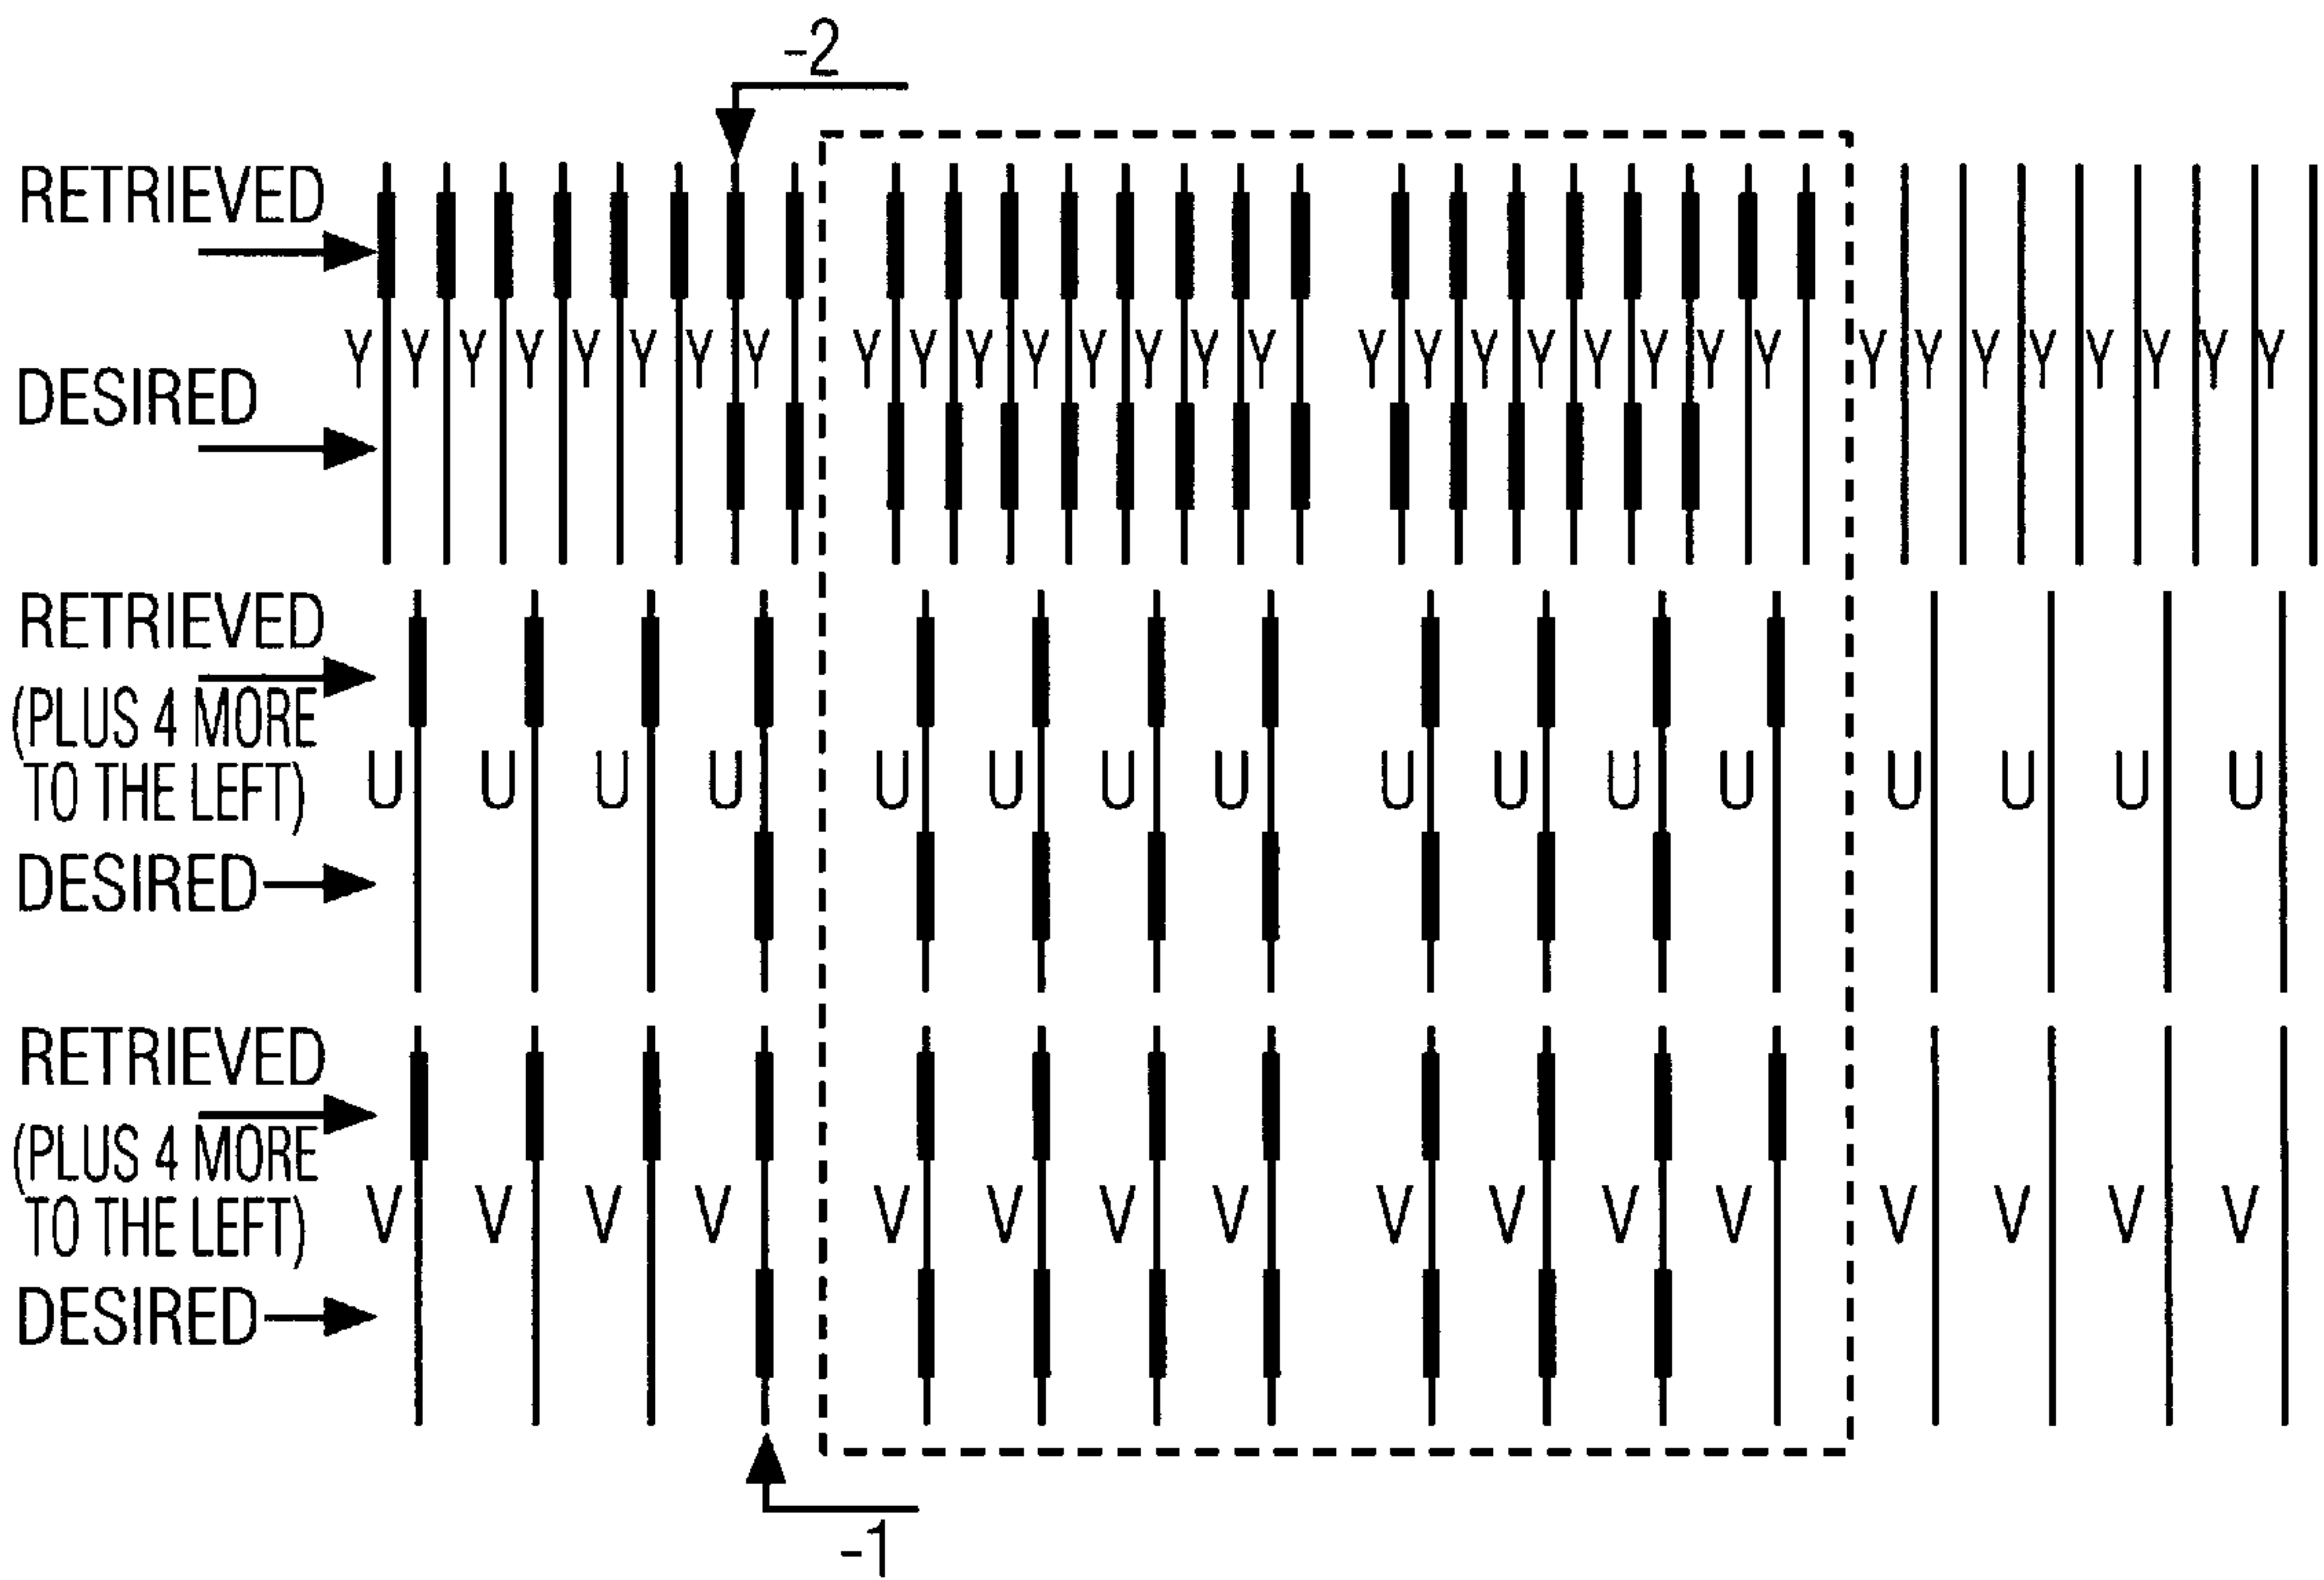 -2
RETRIEVED
Y Y Y Y Y Y Y Y Y Y Y Y Y Y Y Y Y Y Y Y Y Y Y Y Y Y Y Y Y Y Y Y
DESIRED
RETRIEVED
(PLUS 4 MORE
TO THE LEFT)
U U U U U U U U U U U U U U U U
DESIRED
RETRIEVED
(PLUS 4 MORE
TO THE LEFT)
V V V V V V V V V V V V V V V V
DESIRED
-1